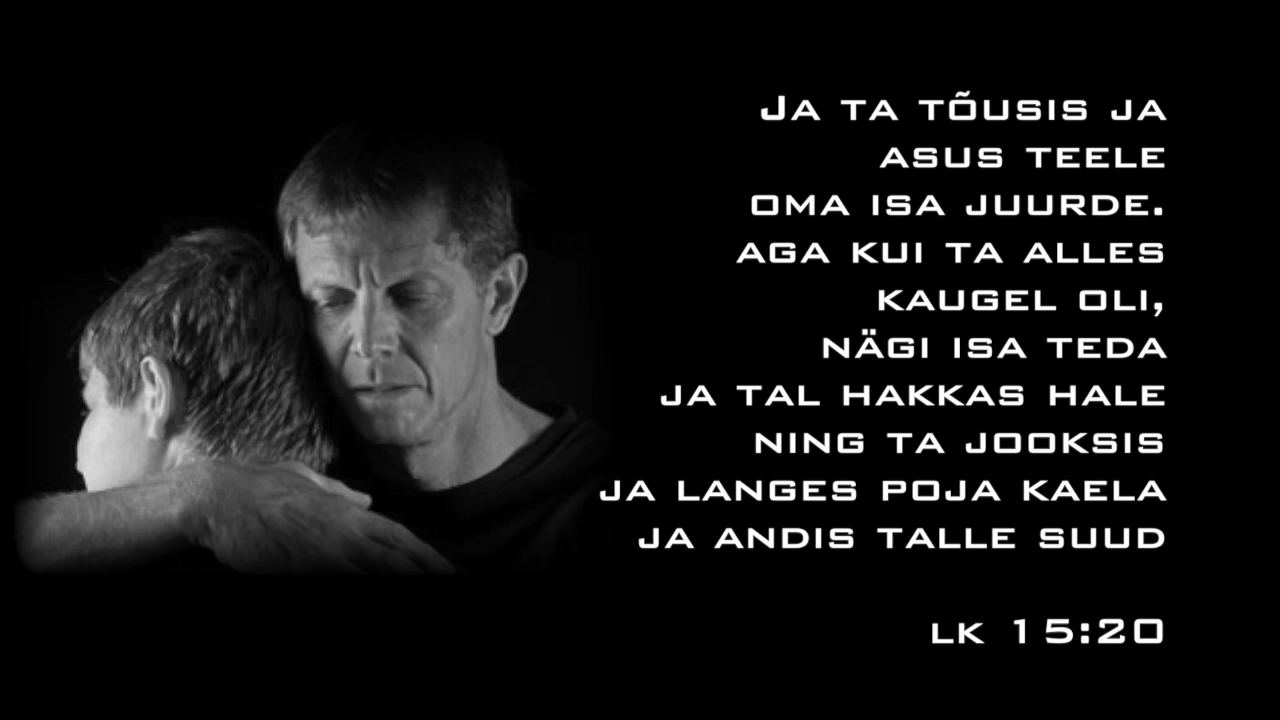 Ja ta tõusis ja
asus teele
oma isa juurde.
aga kui ta alles
kaugel oli,
nägi isa teda
ja tal hakkas hale
ning ta jooksis
ja langes poja kaela
ja andis talle suud
lk 15:20